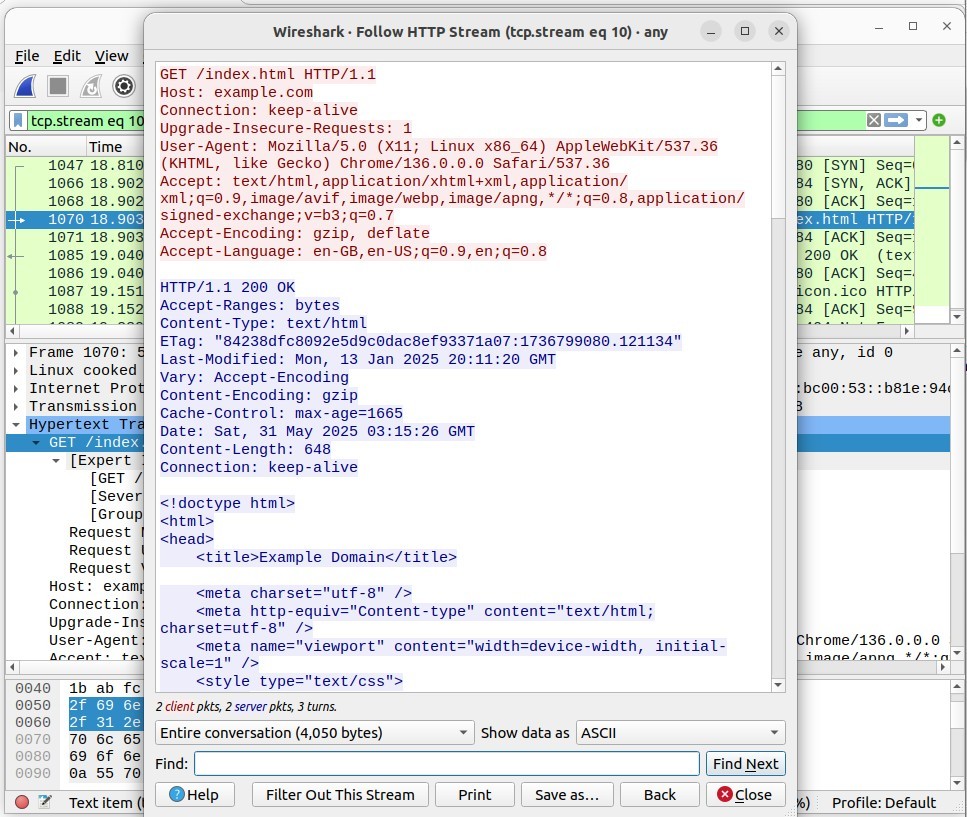 Wireshark · Follow HTTP Stream (tcp.stream eq 10) · any
File Edit View
tcp.stream eq 10
No. Time
1047 18.810
1066 18.902
1068 18.902
1070 18.903
1071 18.903
1085 19.040
1086 19.040
1087 19.151
1088 19.152
80 [SYN] Seq=
84 [SYN, ACK]
80 [ACK] Seq=
ex.html HTTP/
84 [ACK] Seq=
200 OK (tex
80 [ACK] Seq=
icon.ico HTTP
84 [ACK] Seq=
GET /index.html HTTP/1.1
Host: example.com
Connection: keep-alive
Upgrade-Insecure-Requests: 1
User-Agent: Mozilla/5.0 (X11; Linux x86_64) AppleWebKit/537.36
(KHTML, like Gecko) Chrome/136.0.0.0 Safari/537.36
Accept: text/html,application/xhtml+xml,application/
xml;q=0.9,image/avif,image/webp,image/apng,*/*;q=0.8,application/
signed-exchange;v=b3;q=0.7
Accept-Encoding: gzip, deflate
Accept-Language: en-GB,en-US;q=0.9,en;q=0.8
HTTP/1.1 200 OK
Accept-Ranges: bytes
Content-Type: text/html
ETag: "84238dfc8092e5d9c0dac8ef93371a07:1736799080.121134"
Last-Modified: Mon, 13 Jan 2025 20:11:20 GMT
Vary: Accept-Encoding
Content-Encoding: gzip
Cache-Control: max-age=1665
Date: Sat, 31 May 2025 03:15:26 GMT
Content-Length: 648
Connection: keep-alive
<!doctype html>
<html>
<head>
<title>Example Domain</title>
<meta charset="utf-8" />
<meta http-equiv="Content-type" content="text/html;
charset=utf-8" />
<meta name="viewport" content="width=device-width, initial-
scale=1" />
<style type="text/css">
Frame 1070: 5
Linux cooked
Internet Prot
Transmission
Hypertext Tra
GET /index.
[Expert I
[GET /
[Sever
[Group
Request M
Request U
Request V
Host: examp
Connection:
Upgrade-Ins
User-Agent:
Accept: tex
e any, id 0
:bc00:53::b81e:94c
8
Chrome/136.0.0.0
image/apng,*/*;q
0040 1b ab fc
0050 2f 69 6e
0060 2f 31 2e
0070 70 6c 65
0080 69 6f 6e
0090 0a 55 70
2 client pkts, 2 server pkts, 3 turns.
Entire conversation (4,050 bytes) Show data as ASCII
Find: Find Next
Help Filter Out This Stream Print Save as… Back Close
Text item (
%) Profile: Default